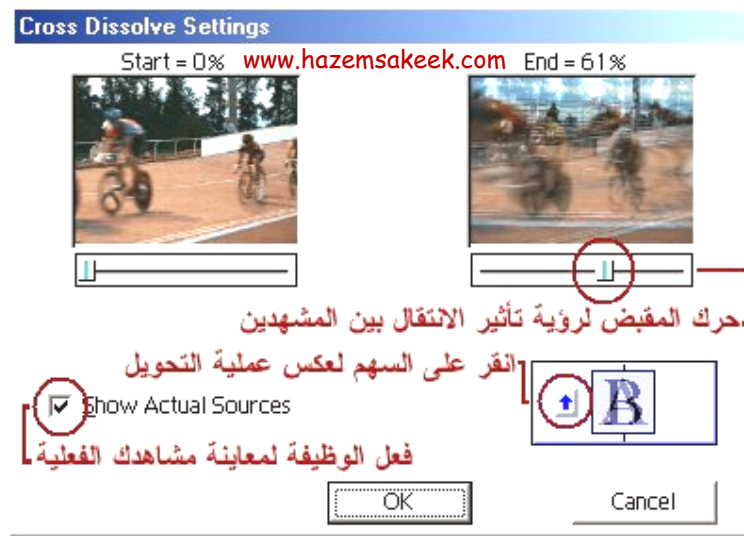 Cross Dissolve Settings
Start = 0% www.hazemsakeek.com End = 61%
حرك المقبض لرؤية تأثير الانتقال بين المشهدين.
انقر على السهم لعكس عملية التحويل
Show Actual Sources
فعل الوظيفة لمعاينة مشاهدك الفعلية
OK Cancel